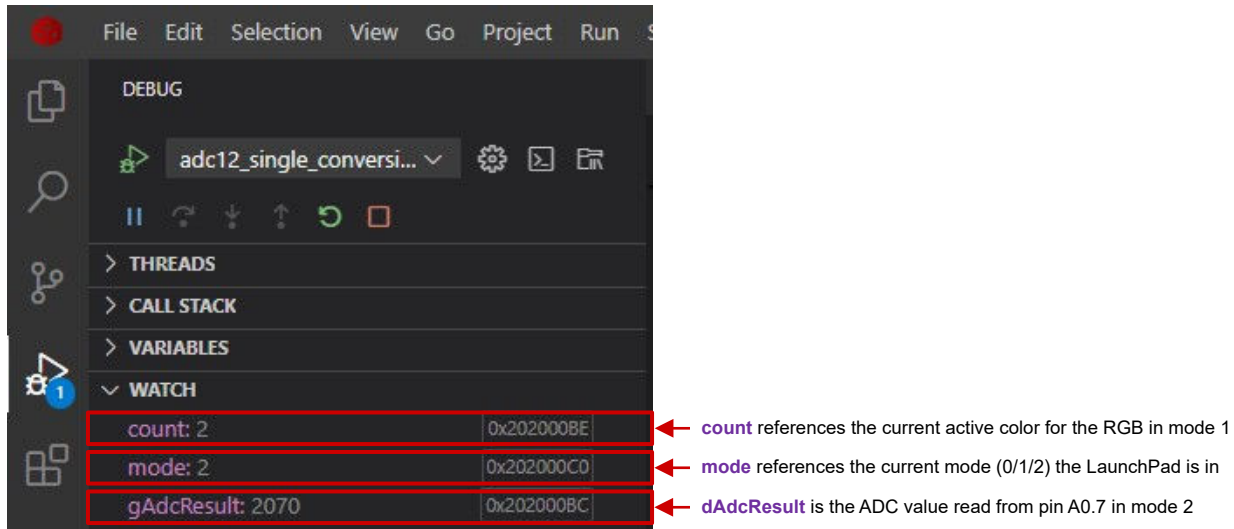 File Edit Selection View Go Project Run
DEBUG
adc12_single_conversi...
THREADS
CALL STACK
VARIABLES
WATCH
count: 2 0x202000BE
count references the current active color for the RGB in mode 1
1
mode: 2 0x202000C0
mode references the current mode (0/1/2) the LaunchPad is in
gAdcResult: 2070 0x202000BC
dAdcResult is the ADC value read from pin A0.7 in mode 2